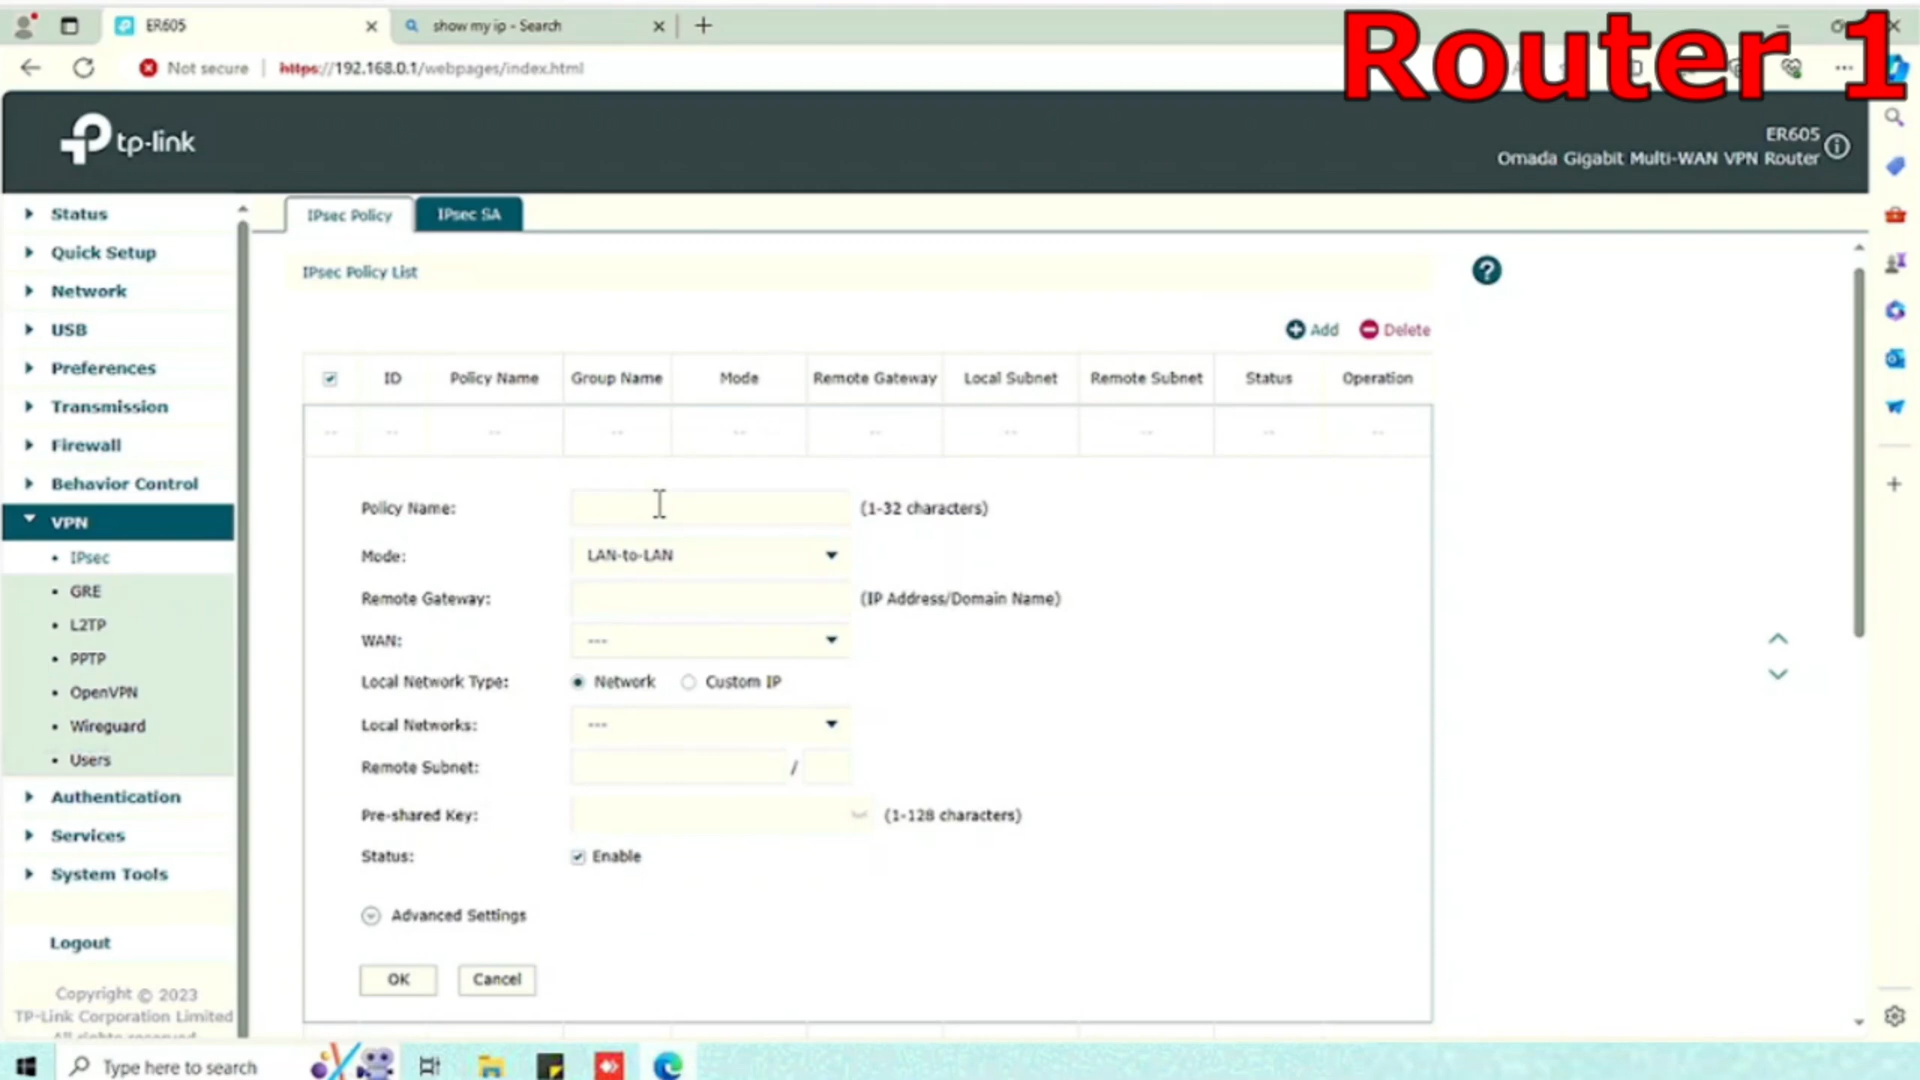 ER605
show my ip - Search
Router 1
Not secure
https://192.168.0.1/webpages/index.html
tp-link
ER605
Omada Gigabit Multi-WAN VPN Router
Status
Quick Setup
Network
USB
Preferences
Transmission
Firewall
Behavior Control
VPN
IPsec
GRE
L2TP
PPTP
OpenVPN
Wireguard
Users
Authentication
Services
System Tools
Logout
Copyright © 2023
TP-Link Corporation Limited
All rights reserved
IPsec Policy
IPsec SA
IPsec Policy List
Add
Delete
ID Policy Name Group Name Mode Remote Gateway Local Subnet Remote Subnet Status Operation
-- -- -- -- -- -- -- -- -- --
Policy Name: (1-32 characters)
Mode: LAN-to-LAN
Remote Gateway: (IP Address/Domain Name)
WAN: ---
Local Network Type: Network Custom IP
Local Networks: ---
Remote Subnet: /
Pre-shared Key: (1-128 characters)
Status: Enable
Advanced Settings
OK Cancel
Type here to search